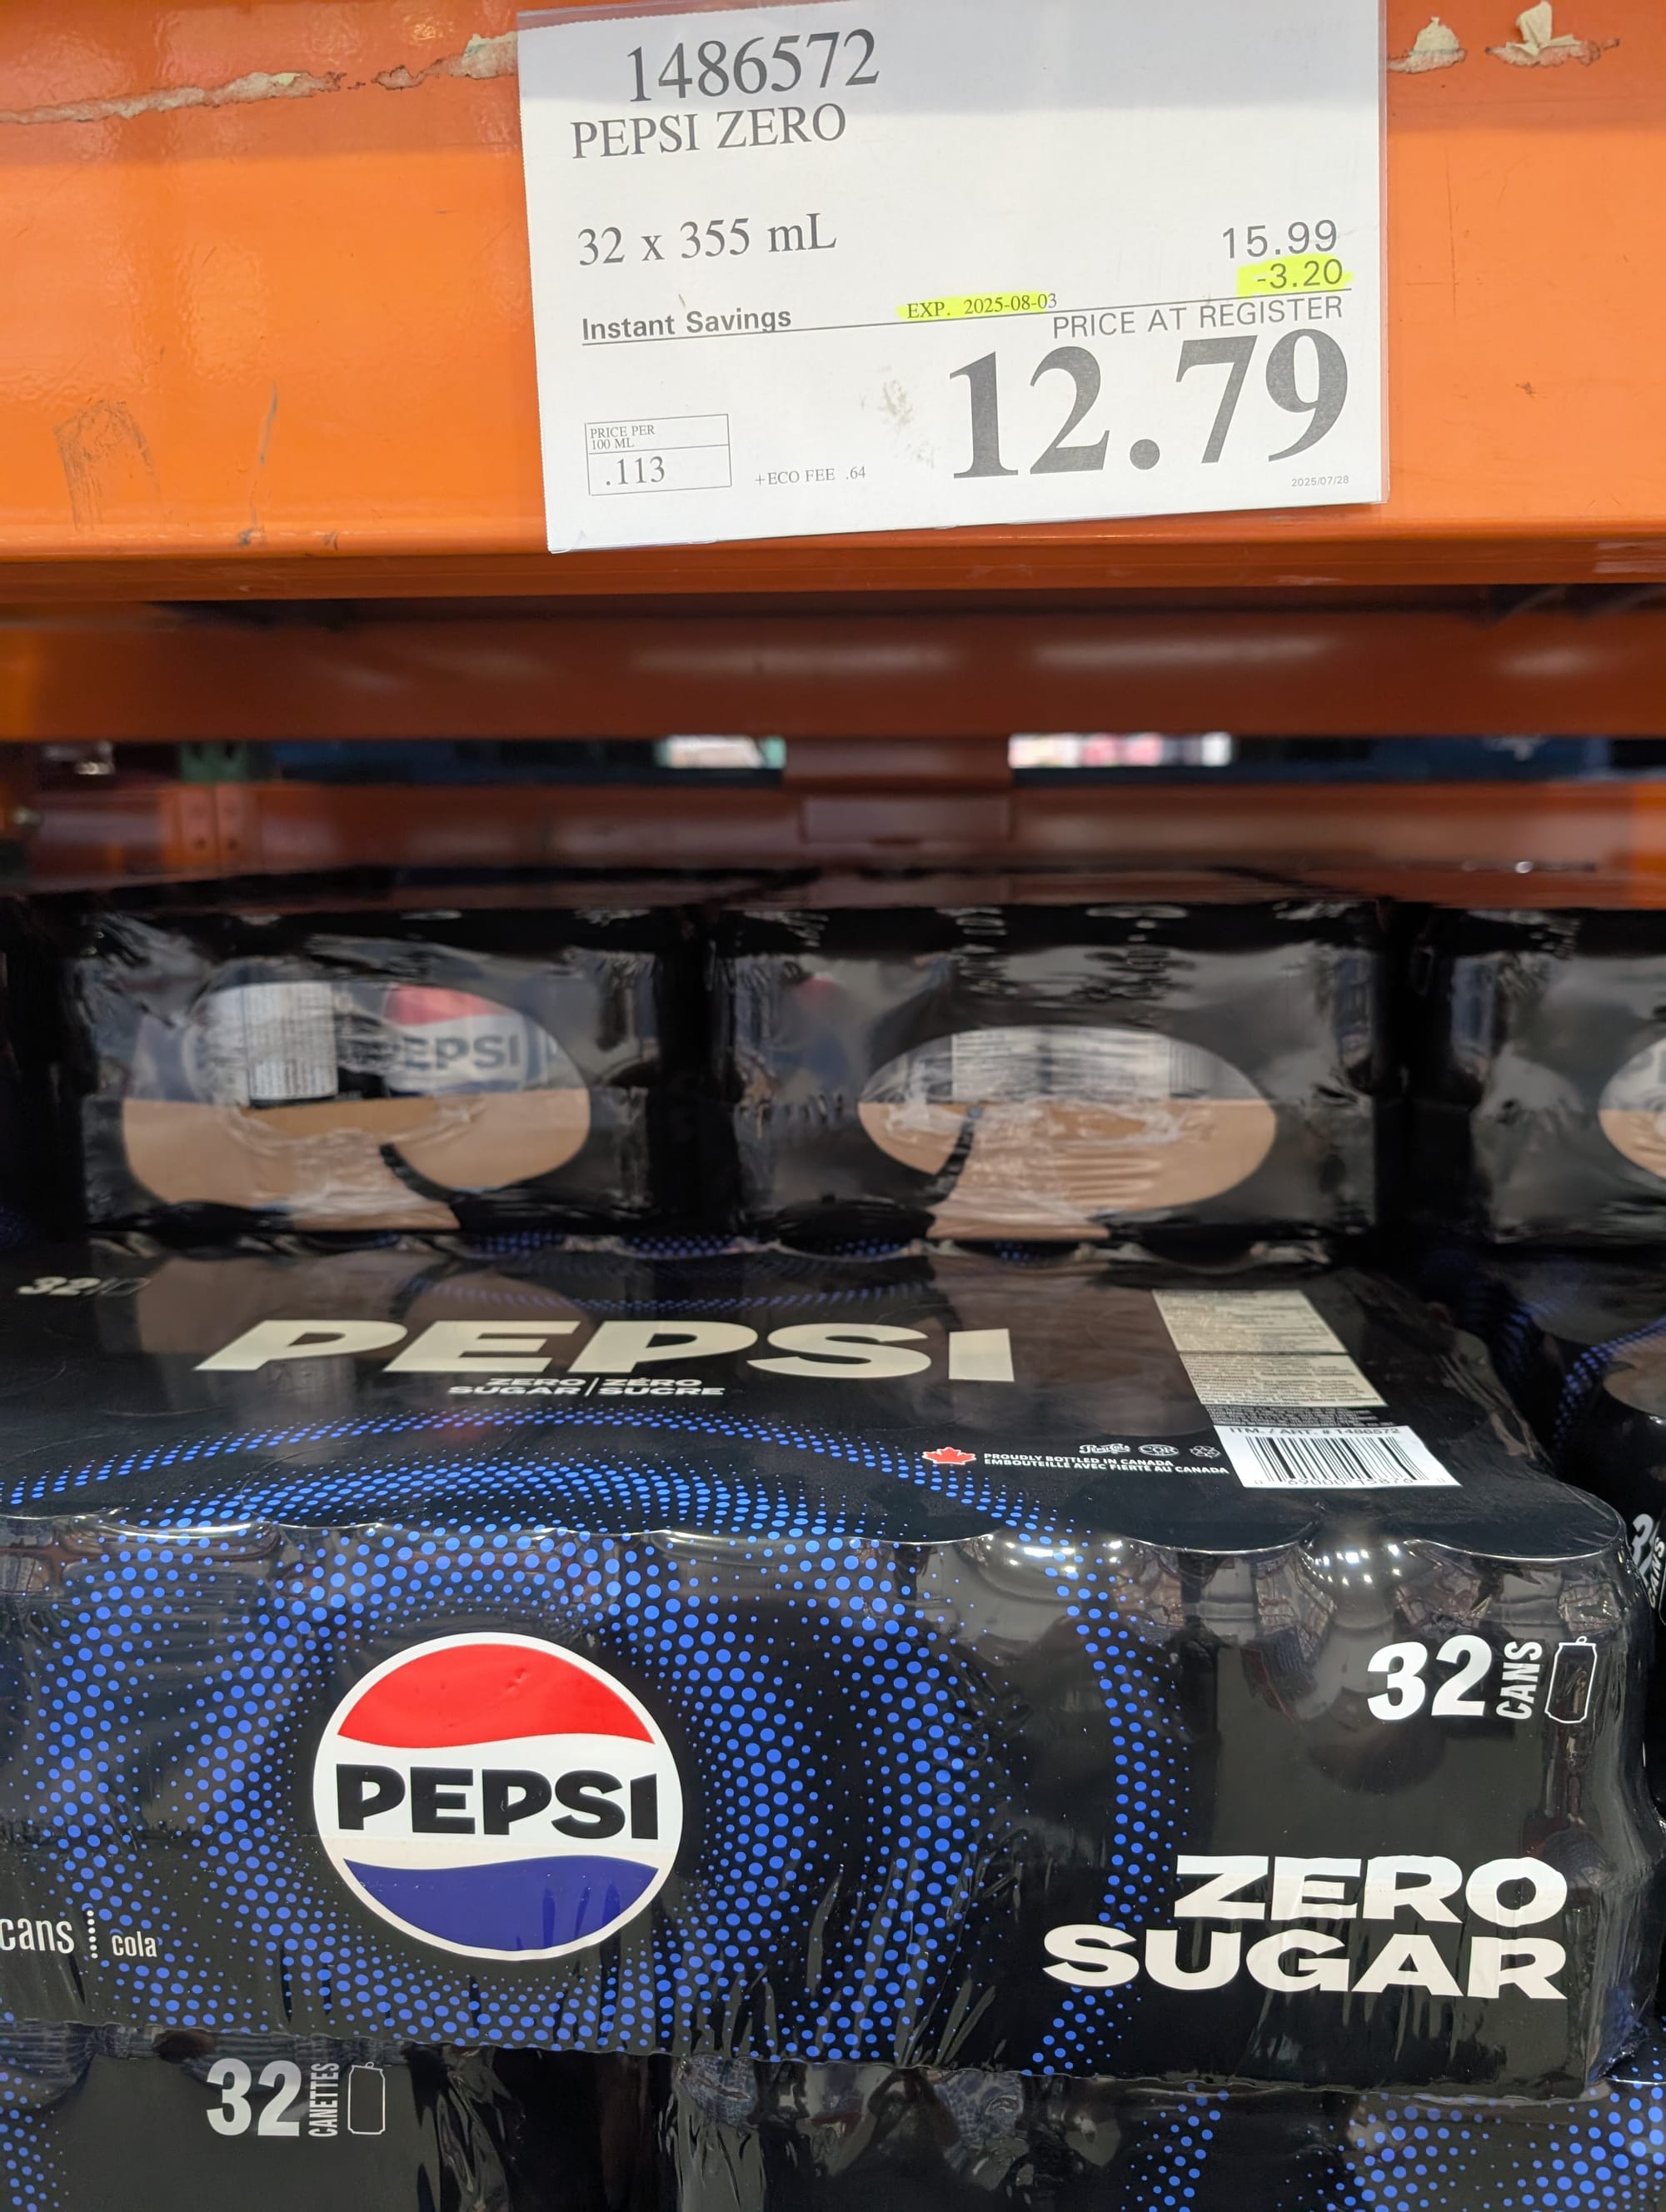 1486572
PEPSI ZERO
32 x 355 mL
15.99
-3.20
Instant Savings
EXP. 2025-08-03
PRICE AT REGISTER
12.79
PRICE PER
100 ML
.113
+ECO FEE .64
2025/07/28
EPSI
32
PEPSI
ZERO
SUGAR
ZÉRO
SUCRE
ITM. / ART. # 1486572
PROUDLY BOTTLED IN CANADA
EMBOUTEILLÉ AVEC FIERTÉ AU CANADA
COR
32
CANS
PEPSI
ZERO
SUGAR
cans
cola
32
CANETTES